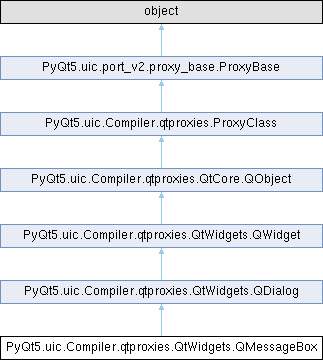 object
PyQt5.uic.port_v2.proxy_base.ProxyBase
PyQt5.uic.Compiler.qtproxies.ProxyClass
PyQt5.uic.Compiler.qtproxies.QtCore.QObject
PyQt5.uic.Compiler.qtproxies.QtWidgets.QWidget
PyQt5.uic.Compiler.qtproxies.QtWidgets.QDialog
PyQt5.uic.Compiler.qtproxies.QtWidgets.QMessageBox